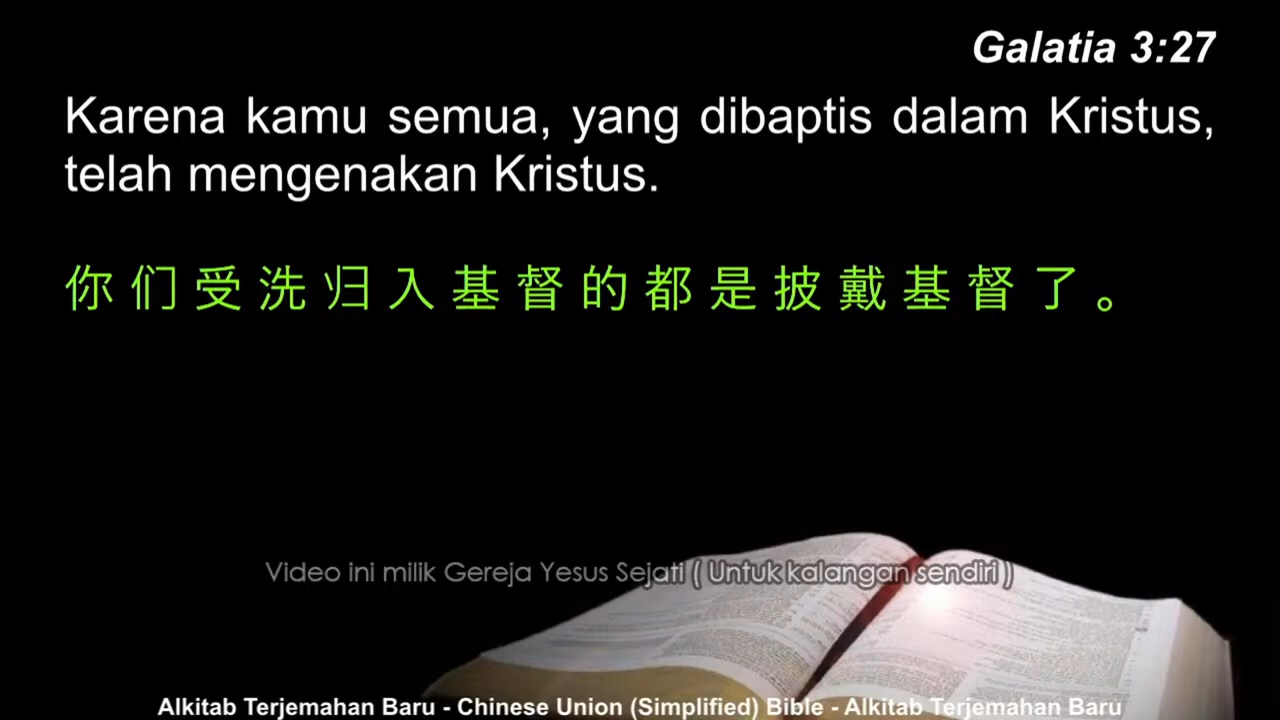 Galatia 3:27
Karena kamu semua, yang dibaptis dalam Kristus,
telah mengenakan Kristus.
你们受洗归入基督的都是披戴基督了。
Video ini milik Gereja Yesus Sejati ( Untuk kalangan sendiri )
Alkitab Terjemahan Baru - Chinese Union (Simplified) Bible - Alkitab Terjemahan Baru